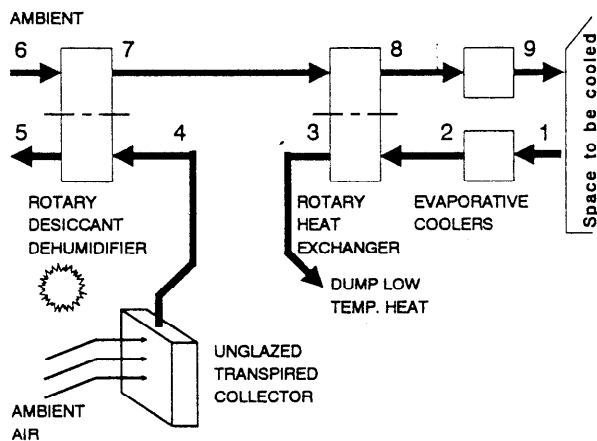 AMBIENT
6
7
8
9
5
4
3
2
1
Space to be cooled
ROTARY
DESICCANT
DEHUMIDIFIER
ROTARY
HEAT
EXCHANGER
EVAPORATIVE
COOLERS
DUMP LOW
TEMP. HEAT
UNGLAZED
TRANSPIRED
COLLECTOR
AMBIENT
AIR